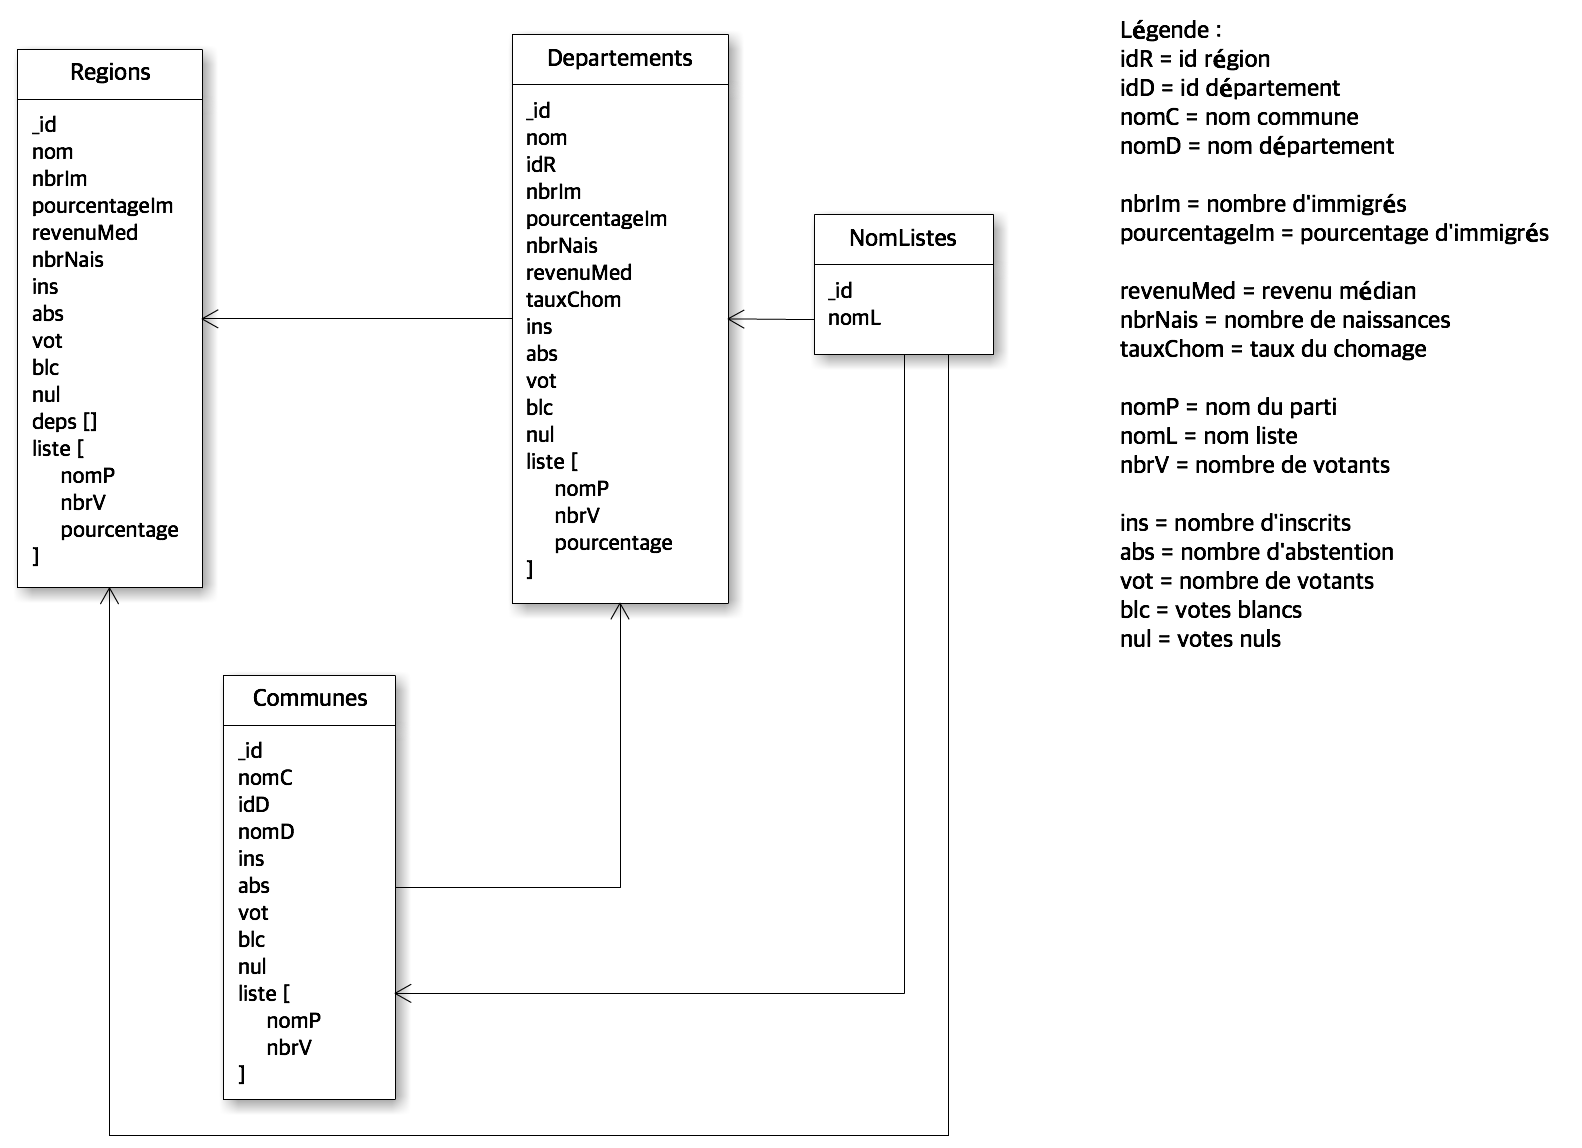 Regions
_id
nom
nbrIm
pourcentageIm
revenuMed
nbrNais
ins
abs
vot
blc
nul
deps []
liste [
nomP
nbrV
pourcentage
]
Departements
_id
nom
idR
nbrIm
pourcentageIm
nbrNais
revenuMed
tauxChom
ins
abs
vot
blc
nul
liste [
nomP
nbrV
pourcentage
]
NomListes
_id
nomL
Communes
_id
nomC
idD
nomD
ins
abs
vot
blc
nul
liste [
nomP
nbrV
]
Légende :
idR = id région
idD = id département
nomC = nom commune
nomD = nom département
nbrIm = nombre d'immigrés
pourcentageIm = pourcentage d'immigrés
revenuMed = revenu médian
nbrNais = nombre de naissances
tauxChom = taux du chomage
nomP = nom du parti
nomL = nom liste
nbrV = nombre de votants
ins = nombre d'inscrits
abs = nombre d'abstention
vot = nombre de votants
blc = votes blancs
nul = votes nuls